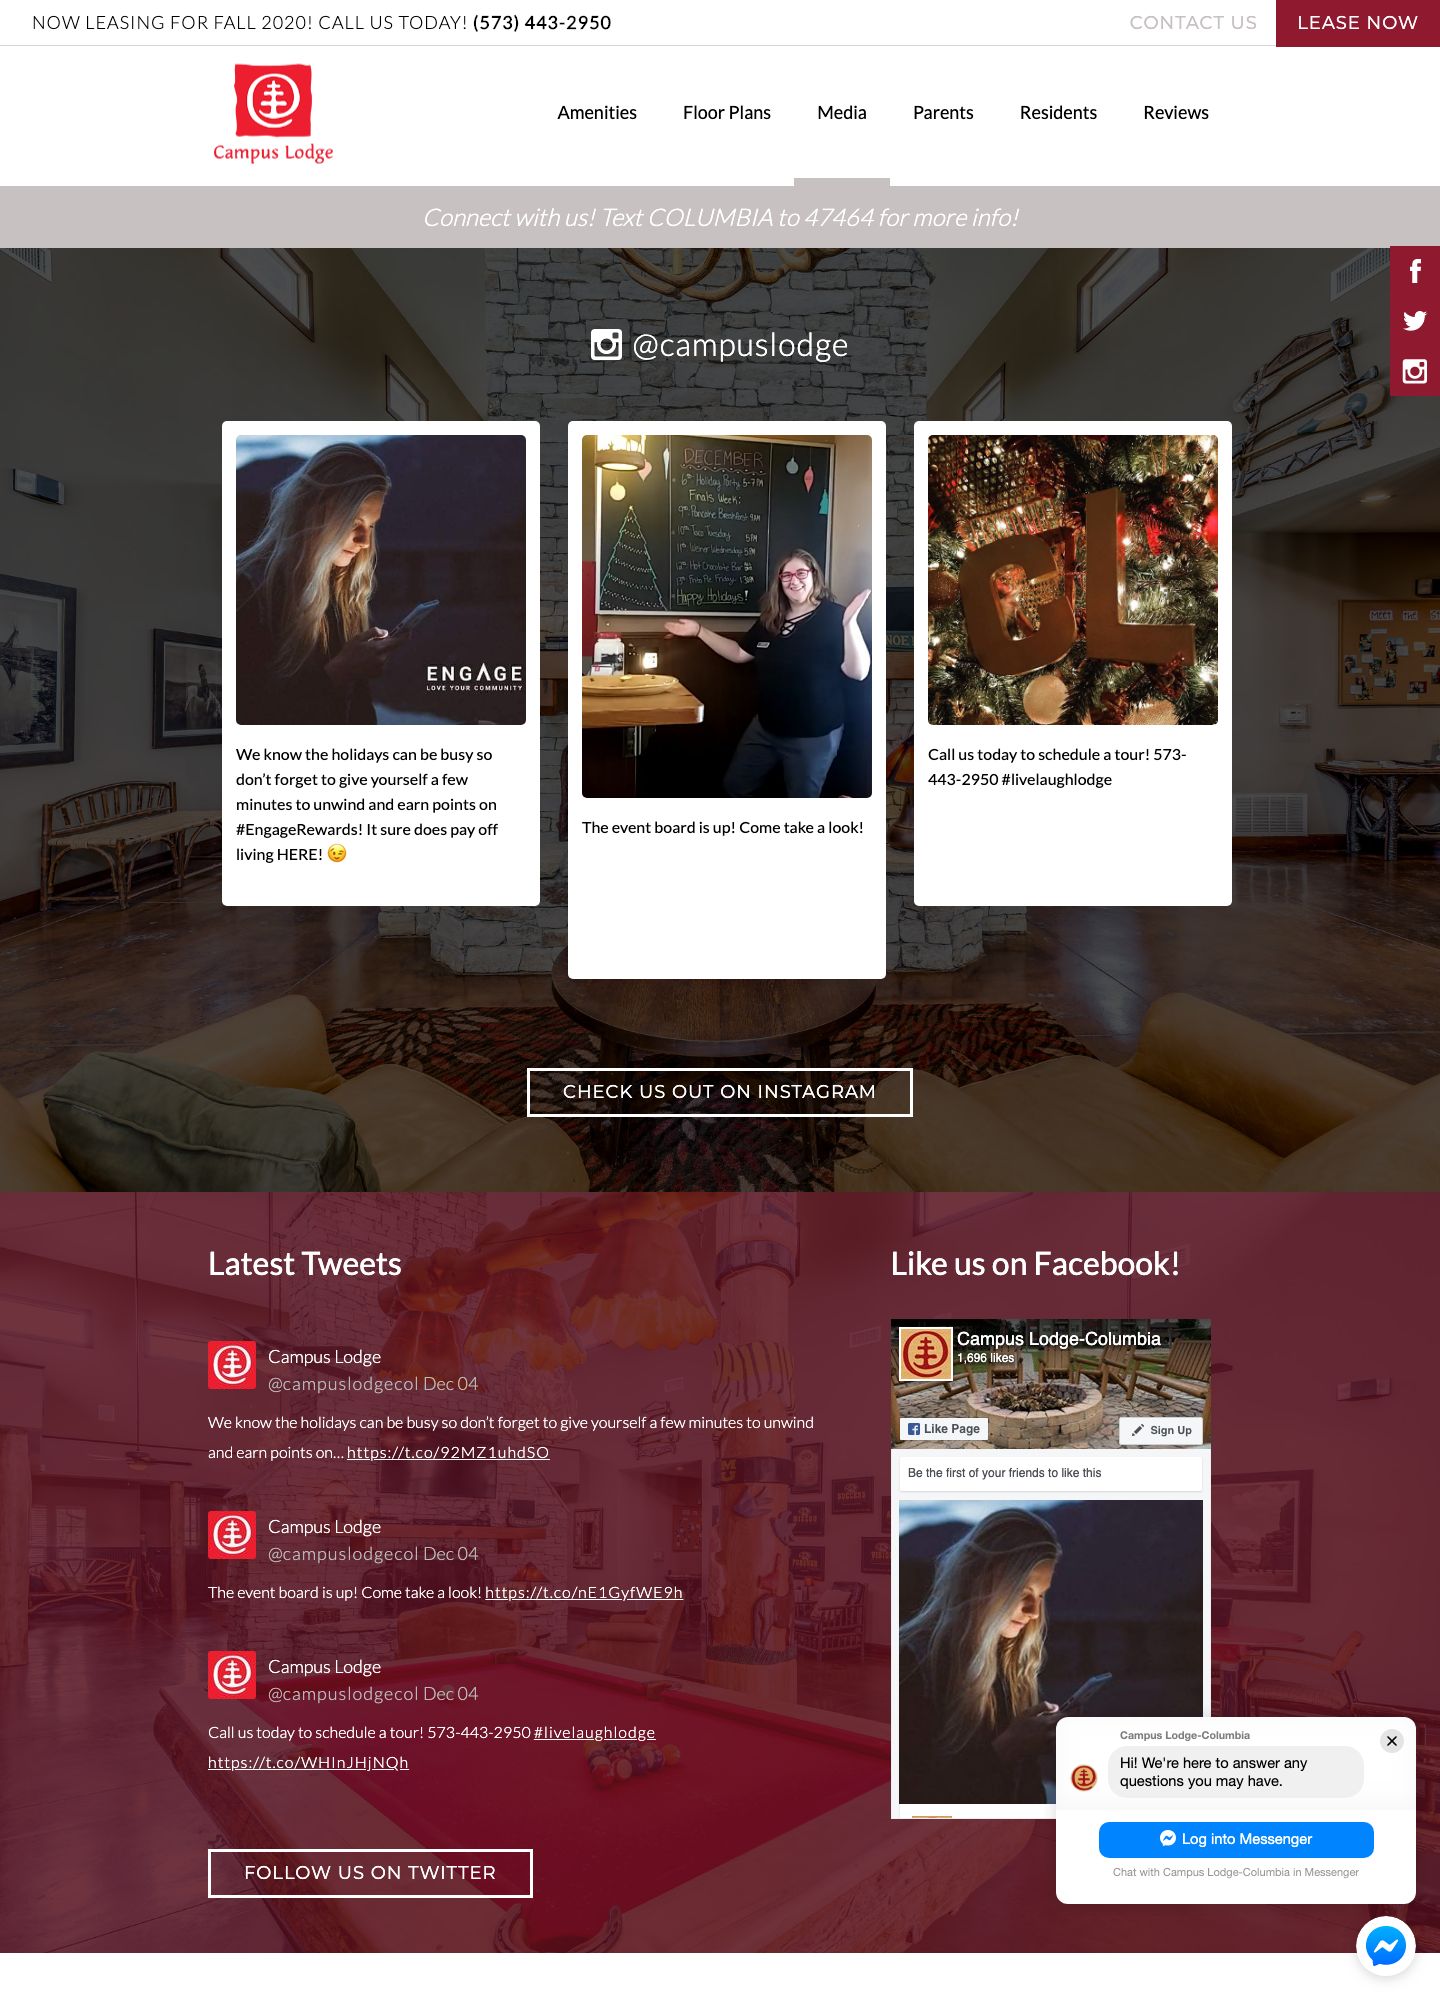 NOW LEASING FOR FALL 2020! CALL US TODAY! (573) 443-2950
CONTACT US
LEASE NOW
Campus Lodge
Amenities
Floor Plans
Media
Parents
Residents
Reviews
Connect with us! Text COLUMBIA to 47464 for more info!
@campuslodge
ENGAGE
LOVE YOUR COMMUNITY
We know the holidays can be busy so
don’t forget to give yourself a few
minutes to unwind and earn points on
#EngageRewards! It sure does pay off
living HERE! 😉
DECEMBER
6th Holiday Party 5-7PM
Finals Week:
9th Pancake Breakfast 9AM
10th Taco Tuesday 5PM
11th Weiner Wednesday 5PM
12th Hot Chocolate Bar
13th Frito Pie Friday
Happy Holidays!
The event board is up! Come take a look!
CL
Call us today to schedule a tour! 573-
443-2950 #livelaughlodge
MEET THE
CHECK US OUT ON INSTAGRAM
Latest Tweets
Campus Lodge
@campuslodgecol Dec 04
We know the holidays can be busy so don’t forget to give yourself a few minutes to unwind
and earn points on… https://t.co/92MZ1uhdSO
Campus Lodge
@campuslodgecol Dec 04
The event board is up! Come take a look! https://t.co/nE1GyfWE9h
Campus Lodge
@campuslodgecol Dec 04
Call us today to schedule a tour! 573-443-2950 #livelaughlodge
https://t.co/WHInJHjNQh
FOLLOW US ON TWITTER
Like us on Facebook!
Campus Lodge-Columbia
1,696 likes
Like Page
Sign Up
Be the first of your friends to like this
Campus Lodge-Columbia
Hi! We're here to answer any
questions you may have.
Log into Messenger
Chat with Campus Lodge-Columbia in Messenger